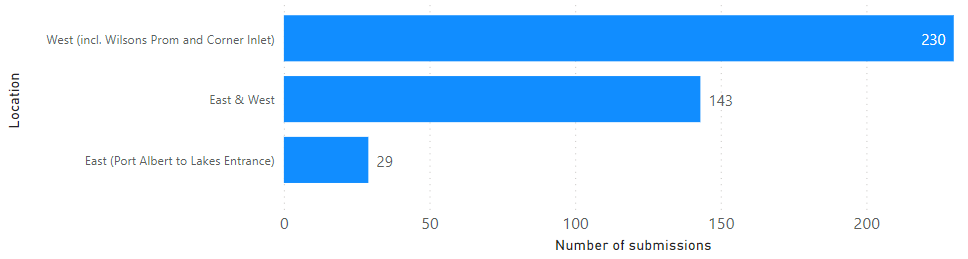 Location
West (incl. Wilsons Prom and Corner Inlet)
230
East & West
143
East (Port Albert to Lakes Entrance)
29
0 50 100 150 200
Number of submissions